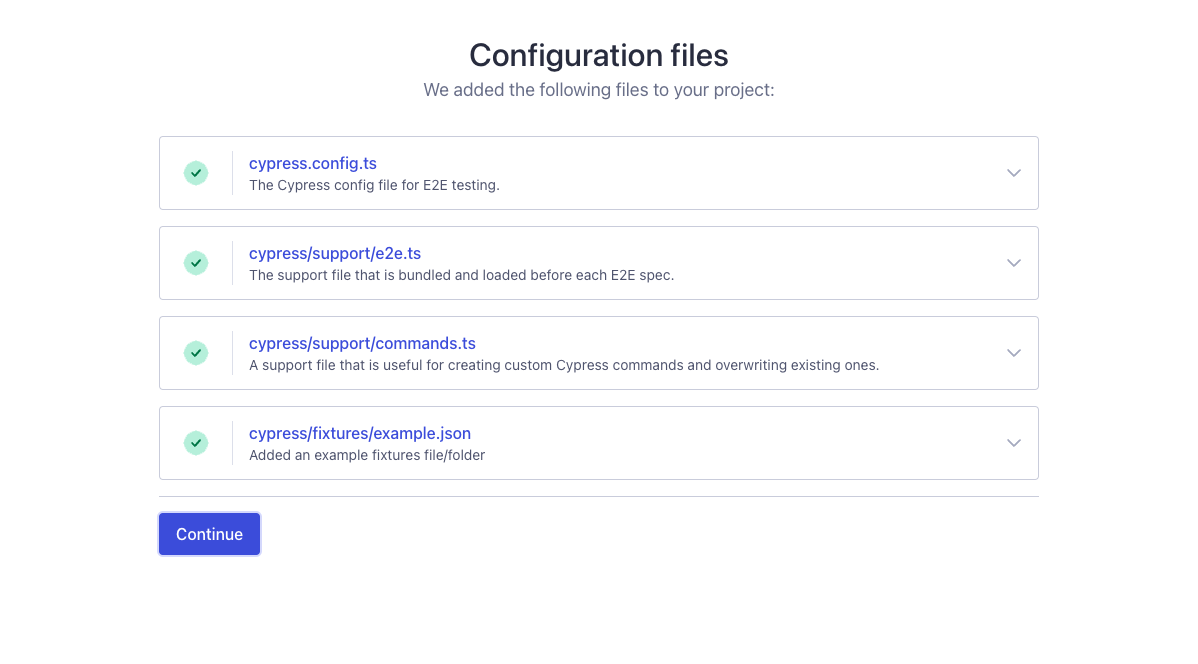 Configuration files
We added the following files to your project:
cypress.config.ts
The Cypress config file for E2E testing.
cypress/support/e2e.ts
The support file that is bundled and loaded before each E2E spec.
cypress/support/commands.ts
A support file that is useful for creating custom Cypress commands and overwriting existing ones.
cypress/fixtures/example.json
Added an example fixtures file/folder
Continue